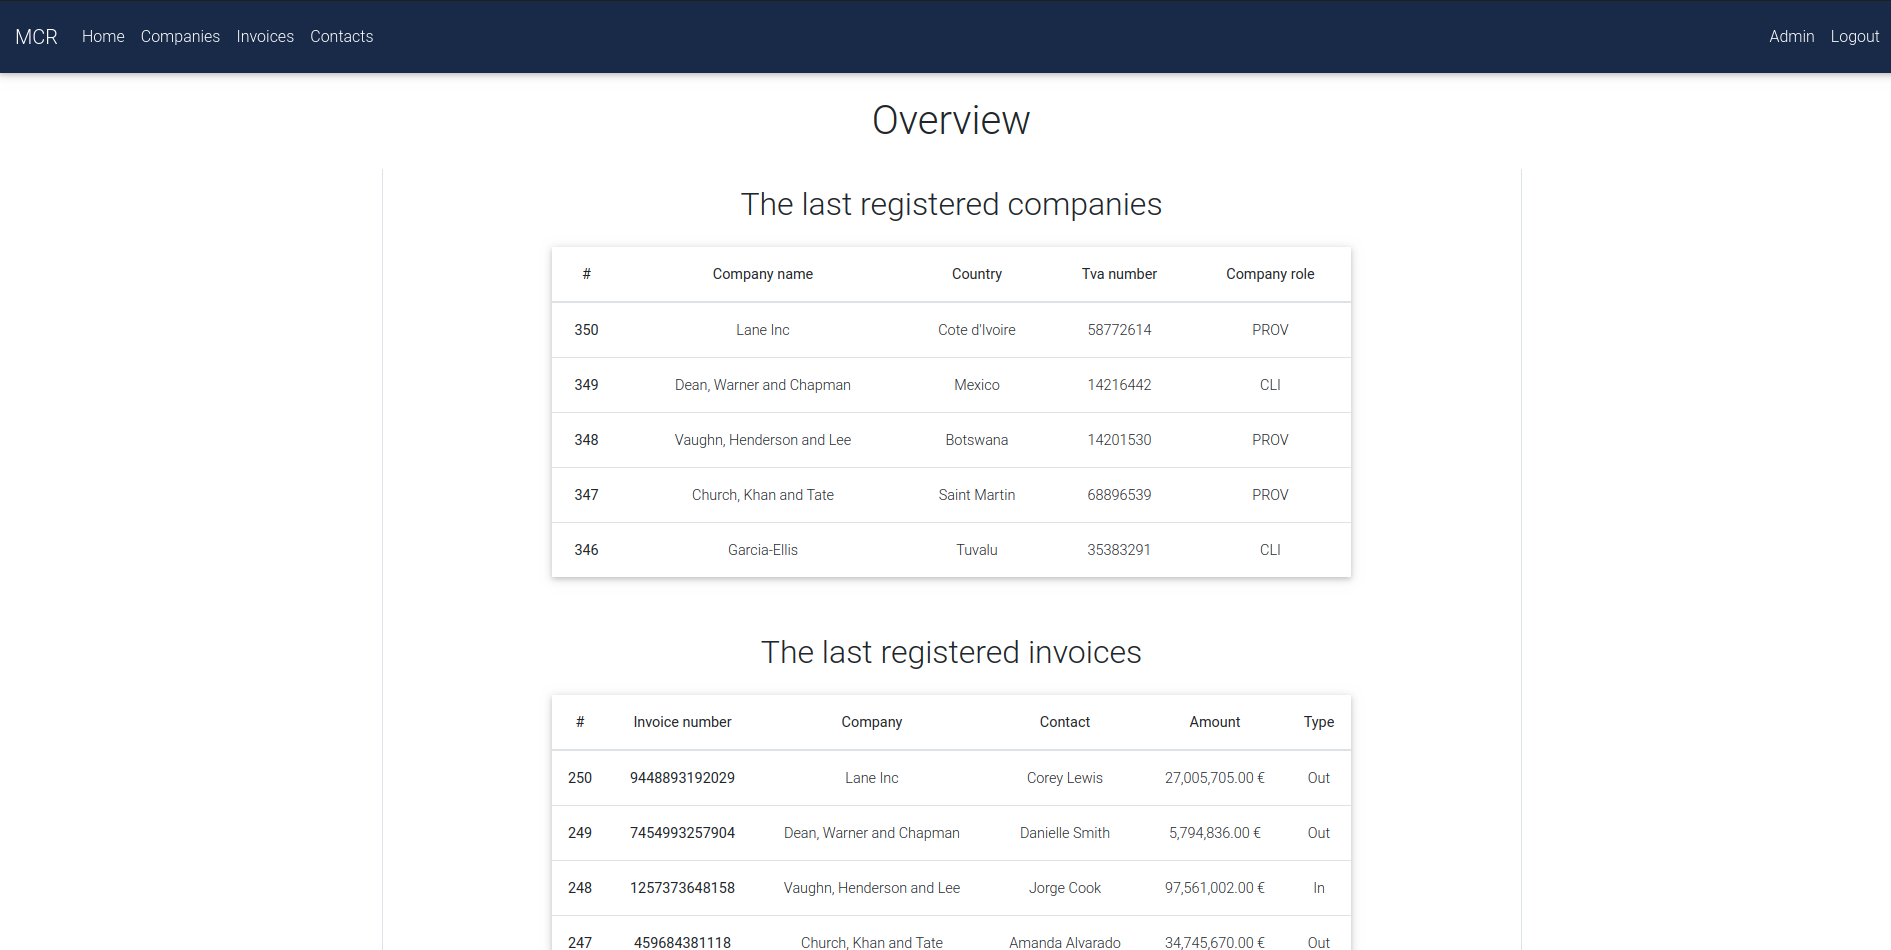 MCR Home Companies Invoices Contacts Admin Logout
Overview
The last registered companies
# Company name Country Tva number Company role
350 Lane Inc Cote d'Ivoire 58772614 PROV
349 Dean, Warner and Chapman Mexico 14216442 CLI
348 Vaughn, Henderson and Lee Botswana 14201530 PROV
347 Church, Khan and Tate Saint Martin 68896539 PROV
346 Garcia-Ellis Tuvalu 35383291 CLI
The last registered invoices
# Invoice number Company Contact Amount Type
250 9448893192029 Lane Inc Corey Lewis 27,005,705.00 € Out
249 7454993257904 Dean, Warner and Chapman Danielle Smith 5,794,836.00 € Out
248 1257373648158 Vaughn, Henderson and Lee Jorge Cook 97,561,002.00 € In
247 459684381118 Church, Khan and Tate Amanda Alvarado 34,745,670.00 € Out